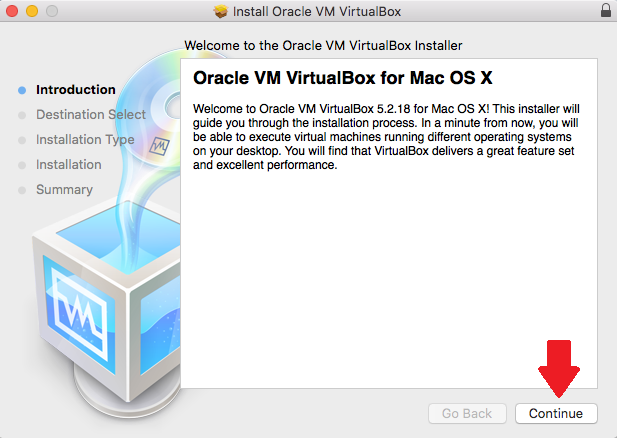 Install Oracle VM VirtualBox
Welcome to the Oracle VM VirtualBox Installer
Introduction
Destination Select
Installation Type
Installation
Summary
Oracle VM VirtualBox for Mac OS X
Welcome to Oracle VM VirtualBox 5.2.18 for Mac OS X! This installer will
guide you through the installation process. In a minute from now, you will
be able to execute virtual machines running different operating systems
on your desktop. You will find that VirtualBox delivers a great feature set
and excellent performance.
Go Back
Continue